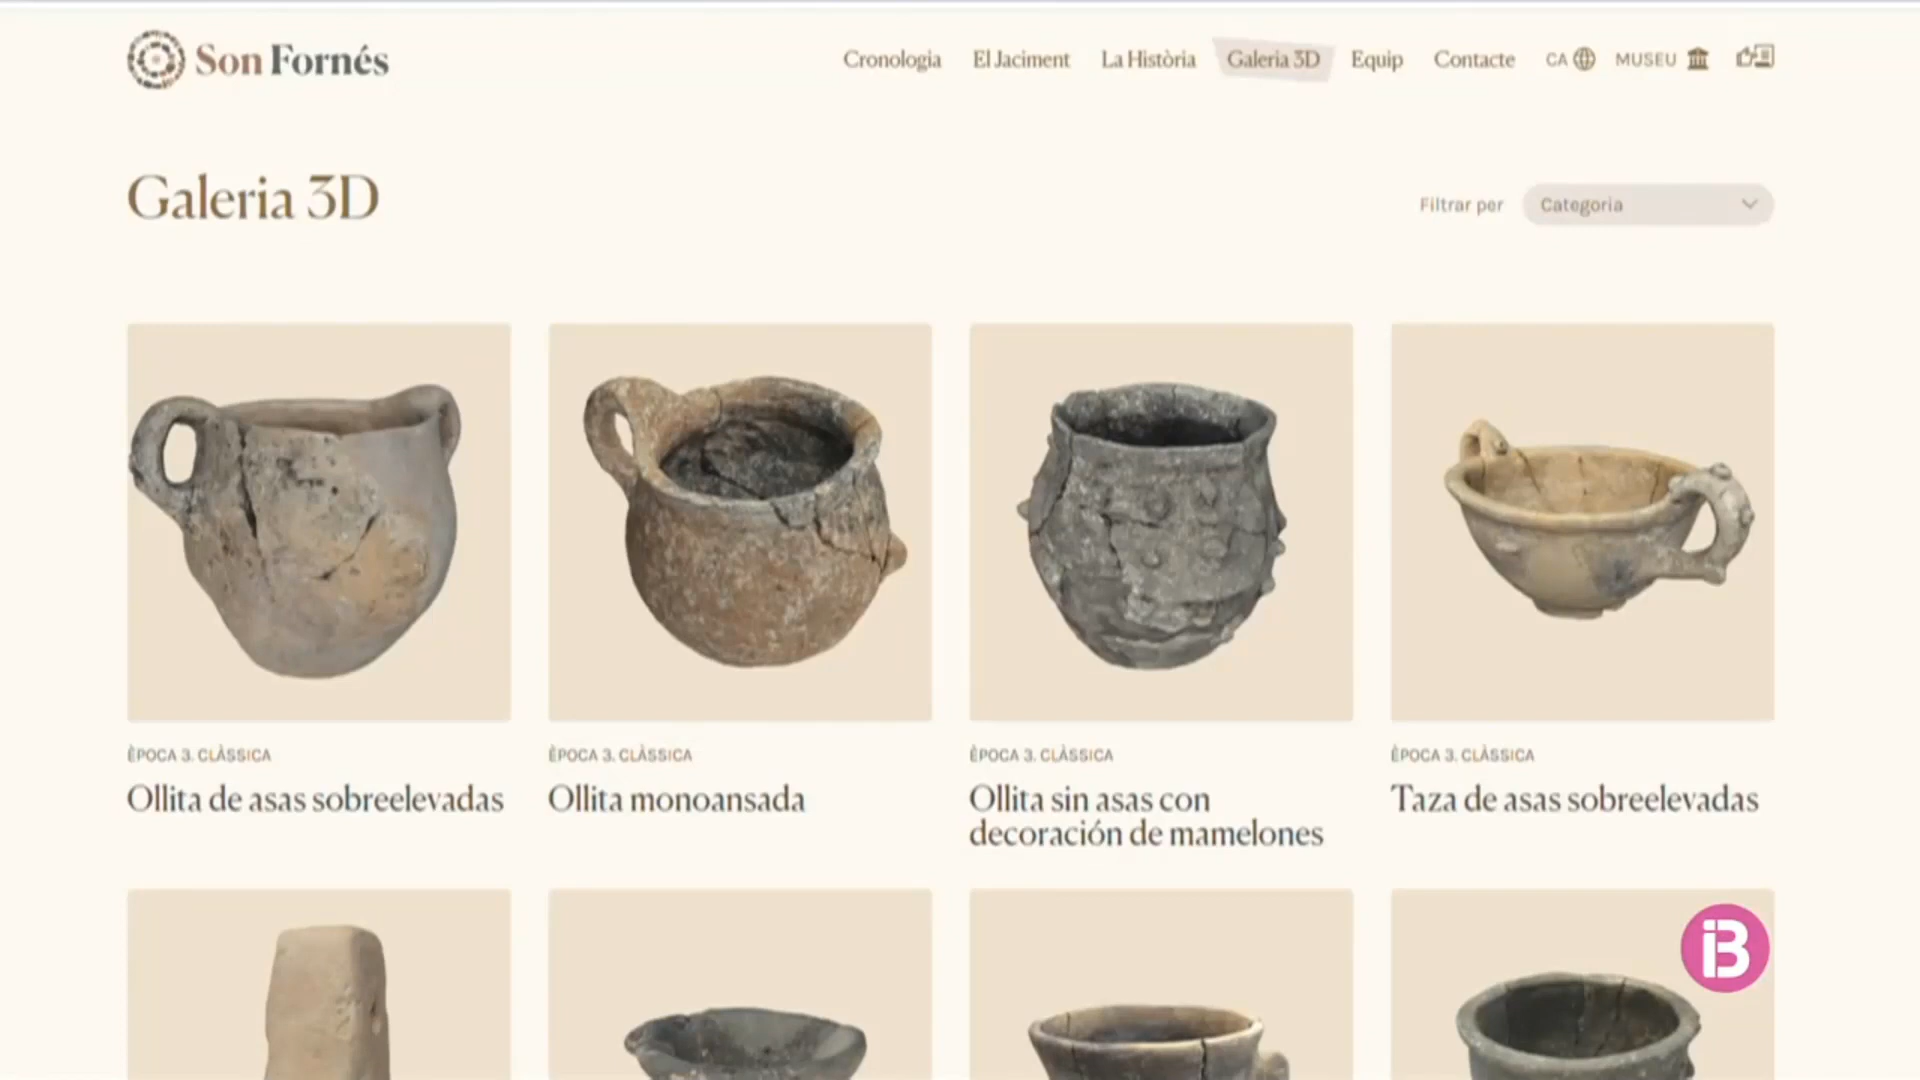 Son Fornés
Cronologia El Jaciment La Història Galeria 3D Equip Contacte CA MUSEU
Galeria 3D
Filtrar per Categoria
ÈPOCA 3. CLÀSSICA
Ollita de asas sobreelevadas
ÈPOCA 3. CLÀSSICA
Ollita monoansada
ÈPOCA 3. CLÀSSICA
Ollita sin asas con
decoración de mamelones
ÈPOCA 3. CLÀSSICA
Taza de asas sobreelevadas
iB3